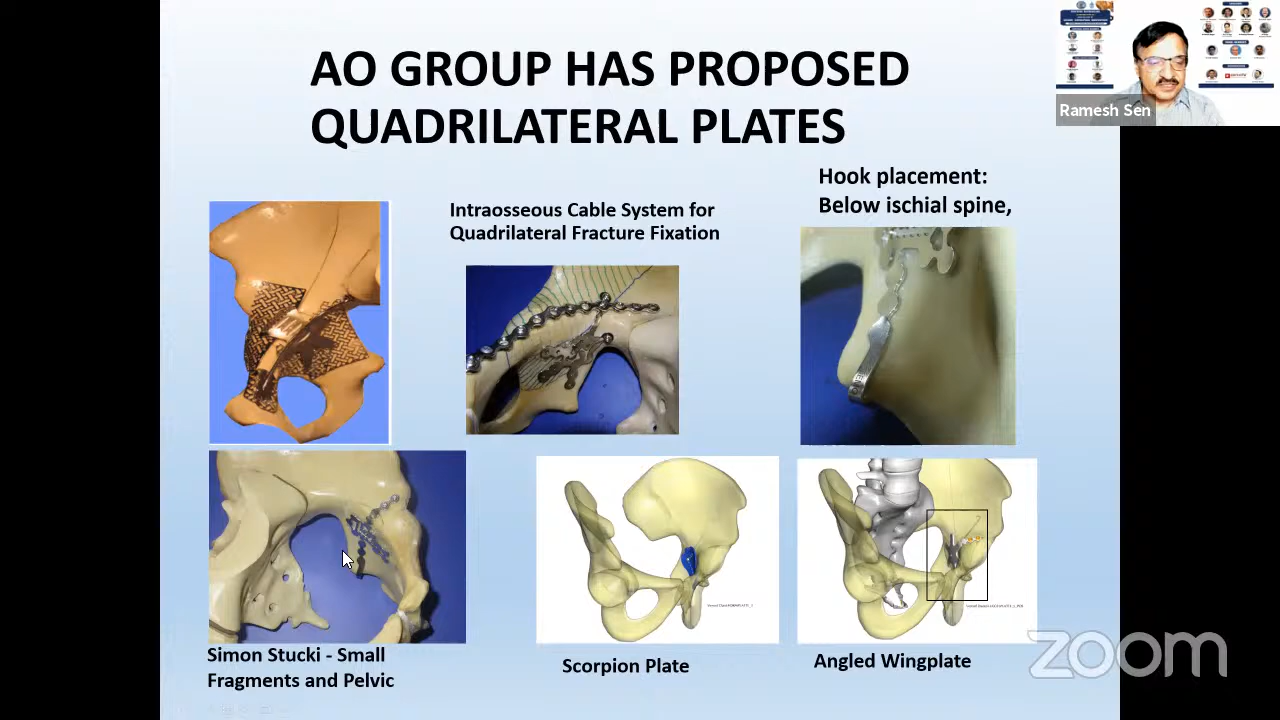 AO GROUP HAS PROPOSED
QUADRILATERAL PLATES
Ramesh Sen
Hook placement:
Below ischial spine,
Intraosseous Cable System for
Quadrilateral Fracture Fixation
Simon Stucki - Small
Fragments and Pelvic
Scorpion Plate
Angled Wingplate
zoom